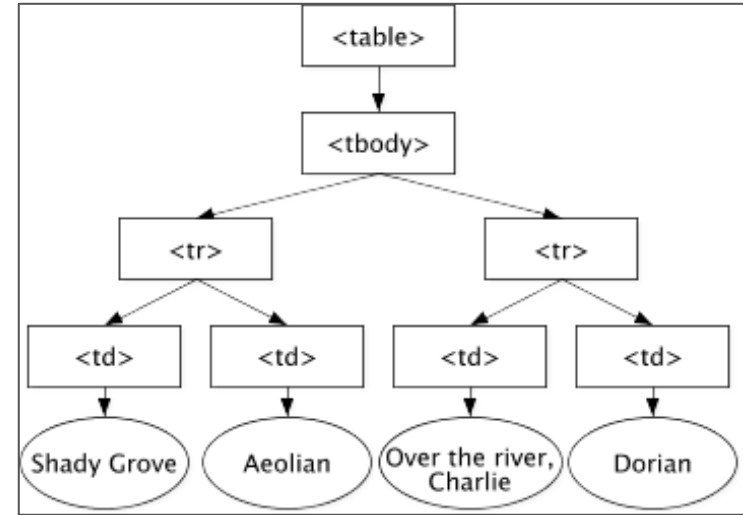 <table>
<tbody>
<tr>
<tr>
<td>
<td>
<td>
<td>
Shady Grove
Aeolian
Over the river,
Charlie
Dorian